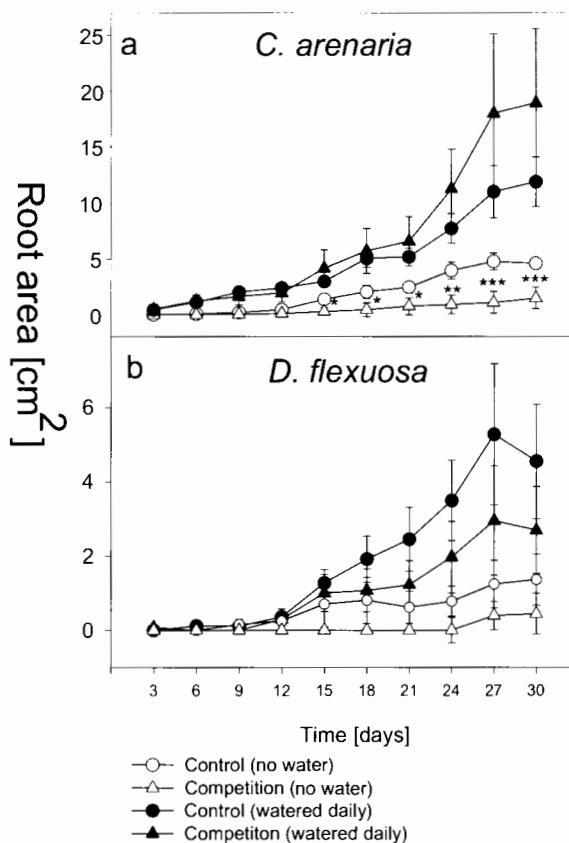 a
C. arenaria
25
20
15
10
5
0
* * * ** *** ***
Root area [cm2]
b
D. flexuosa
6
4
2
0
3 6 9 12 15 18 21 24 27 30
Time [days]
Control (no water)
Competition (no water)
Control (watered daily)
Competiton (watered daily)